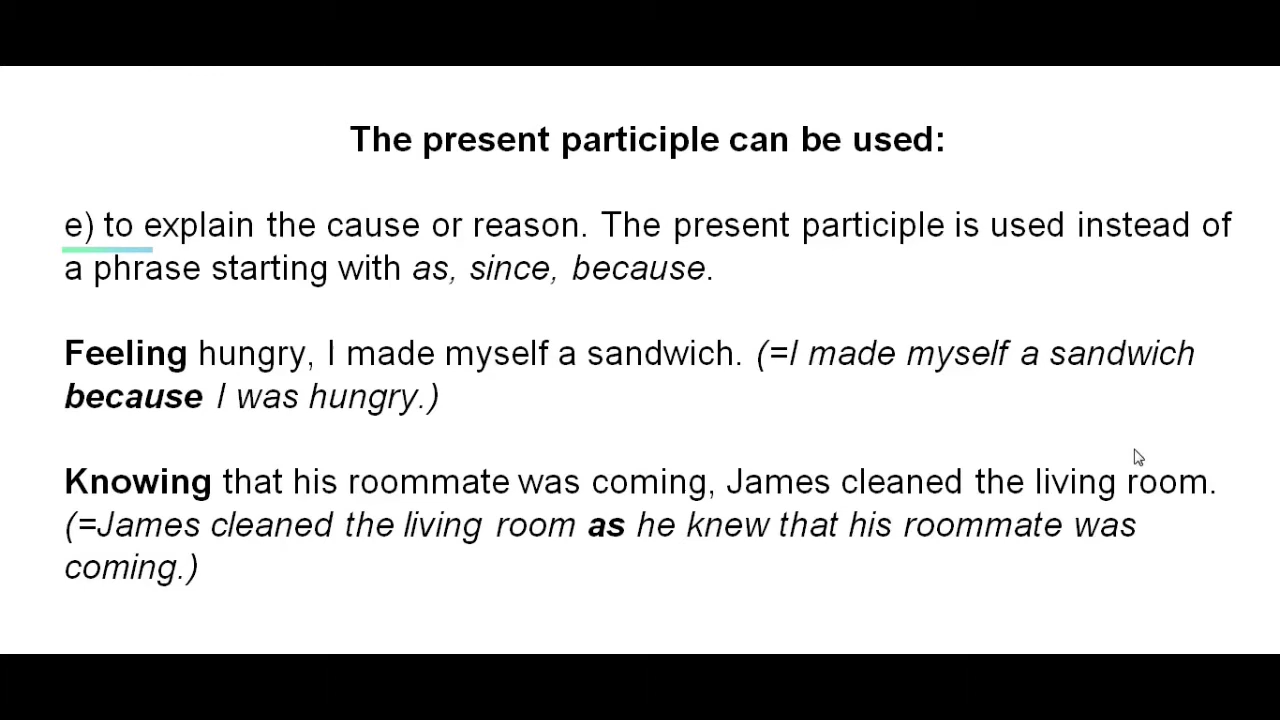 The present participle can be used:
e) to explain the cause or reason. The present participle is used instead of
a phrase starting with as, since, because.
Feeling hungry, I made myself a sandwich. (=I made myself a sandwich
because I was hungry.)
Knowing that his roommate was coming, James cleaned the living room.
(=James cleaned the living room as he knew that his roommate was
coming.)